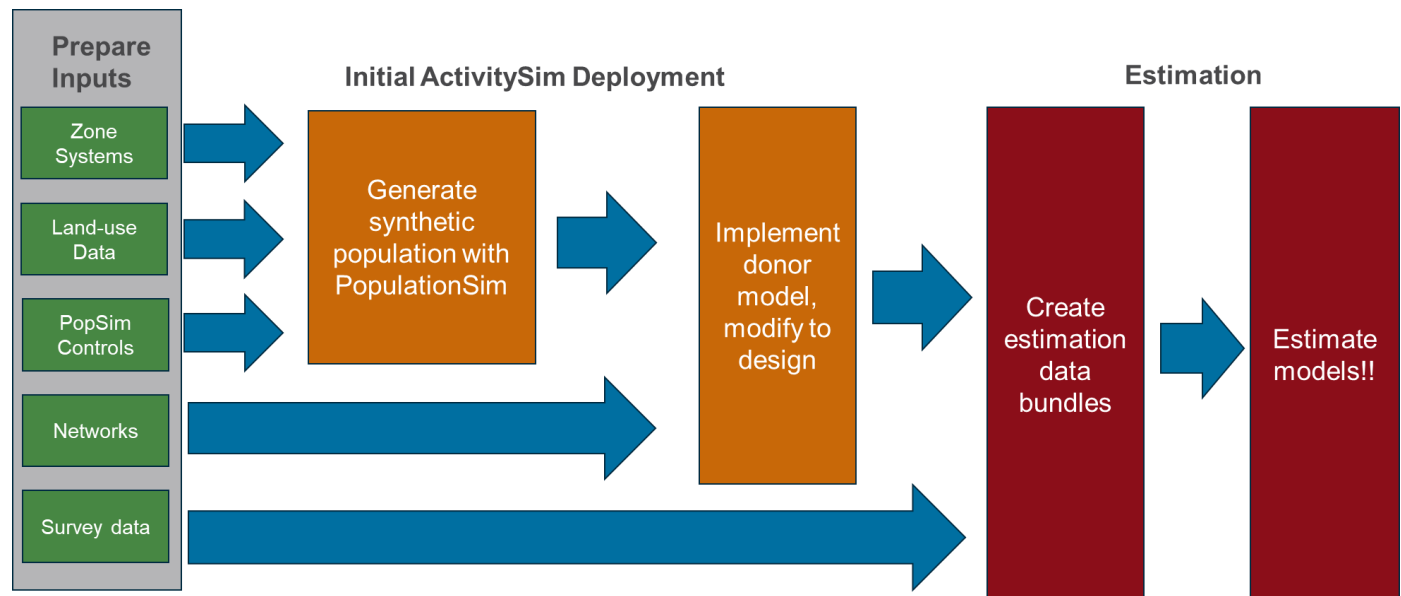 Prepare
Inputs
Initial ActivitySim Deployment
Estimation
Zone
Systems
Land-use
Data
PopSim
Controls
Networks
Survey data
Generate
synthetic
population with
PopulationSim
Implement
donor
model,
modify to
design
Create
estimation
data
bundles
Estimate
models!!